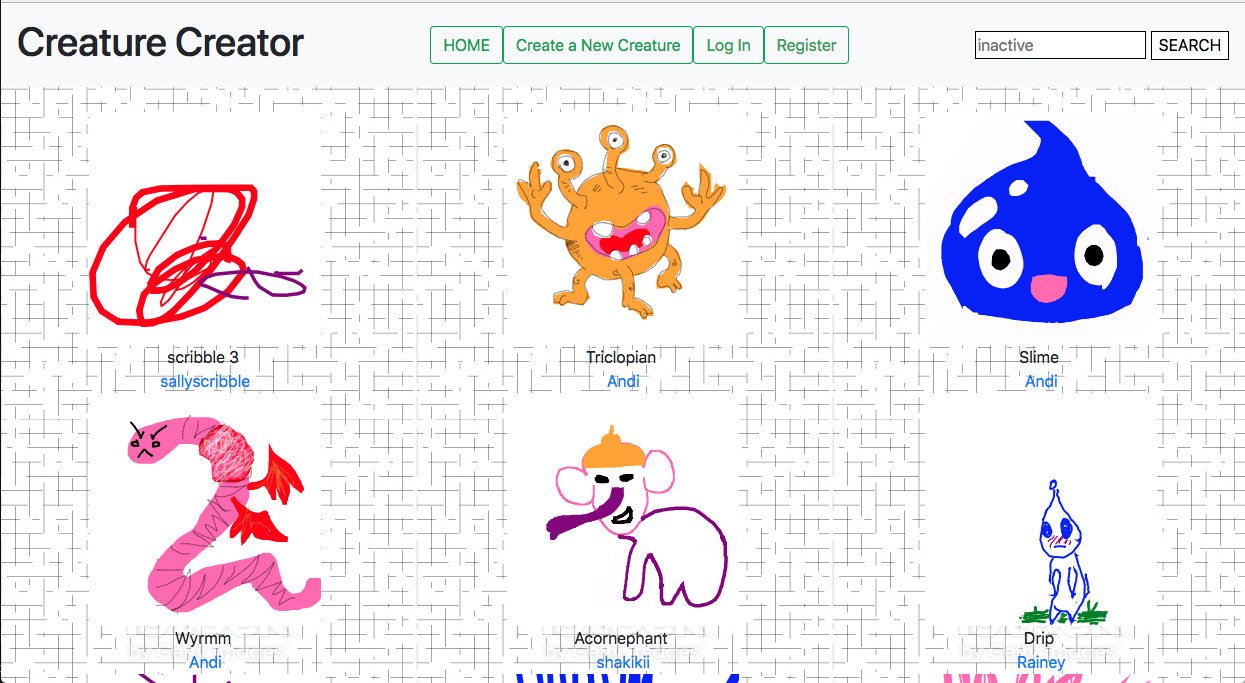 Creature Creator
HOME
Create a New Creature
Log In
Register
inactive
SEARCH
scribble 3
sallyscribble
Triclopian
Andi
Slime
Andi
Wyrmm
Andi
Acornephant
shakikii
Drip
Rainey